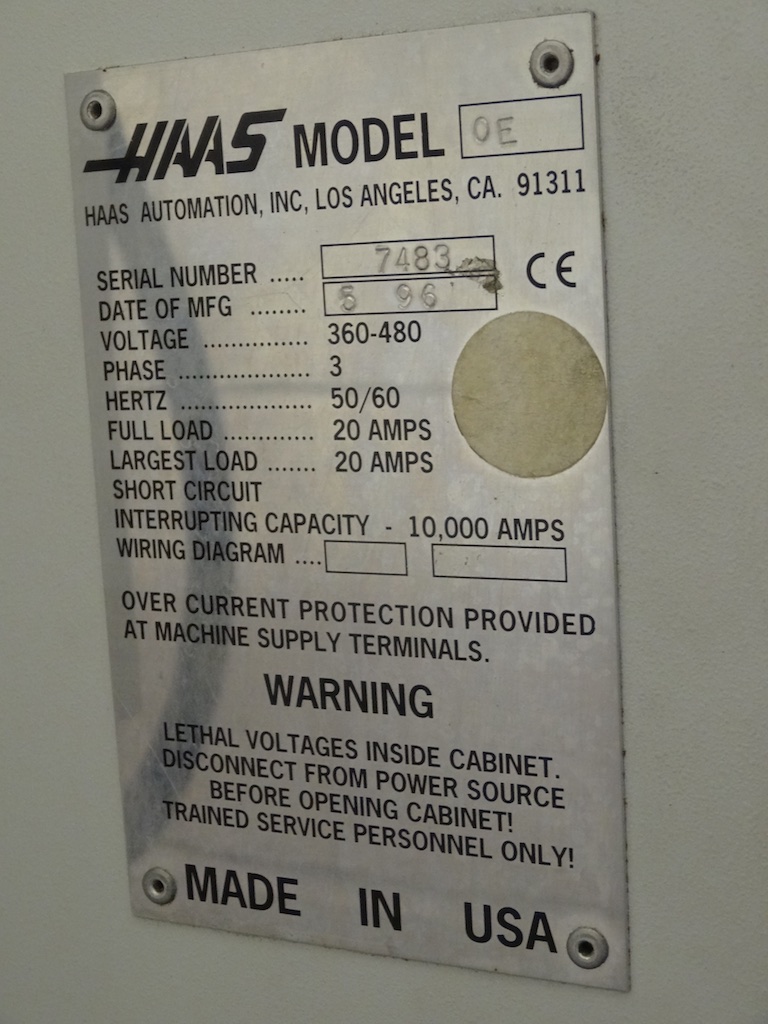 HAAS MODEL OE
HAAS AUTOMATION, INC, LOS ANGELES, CA. 91311
SERIAL NUMBER ..... 7483
CE
DATE OF MFG ........ 5 96
VOLTAGE ............... 360-480
PHASE ................... 3
HERTZ ................... 50/60
FULL LOAD ............. 20 AMPS
LARGEST LOAD ....... 20 AMPS
SHORT CIRCUIT
INTERRUPTING CAPACITY - 10,000 AMPS
WIRING DIAGRAM ....
OVER CURRENT PROTECTION PROVIDED
AT MACHINE SUPPLY TERMINALS.
WARNING
LETHAL VOLTAGES INSIDE CABINET.
DISCONNECT FROM POWER SOURCE
BEFORE OPENING CABINET!
TRAINED SERVICE PERSONNEL ONLY!
MADE IN USA